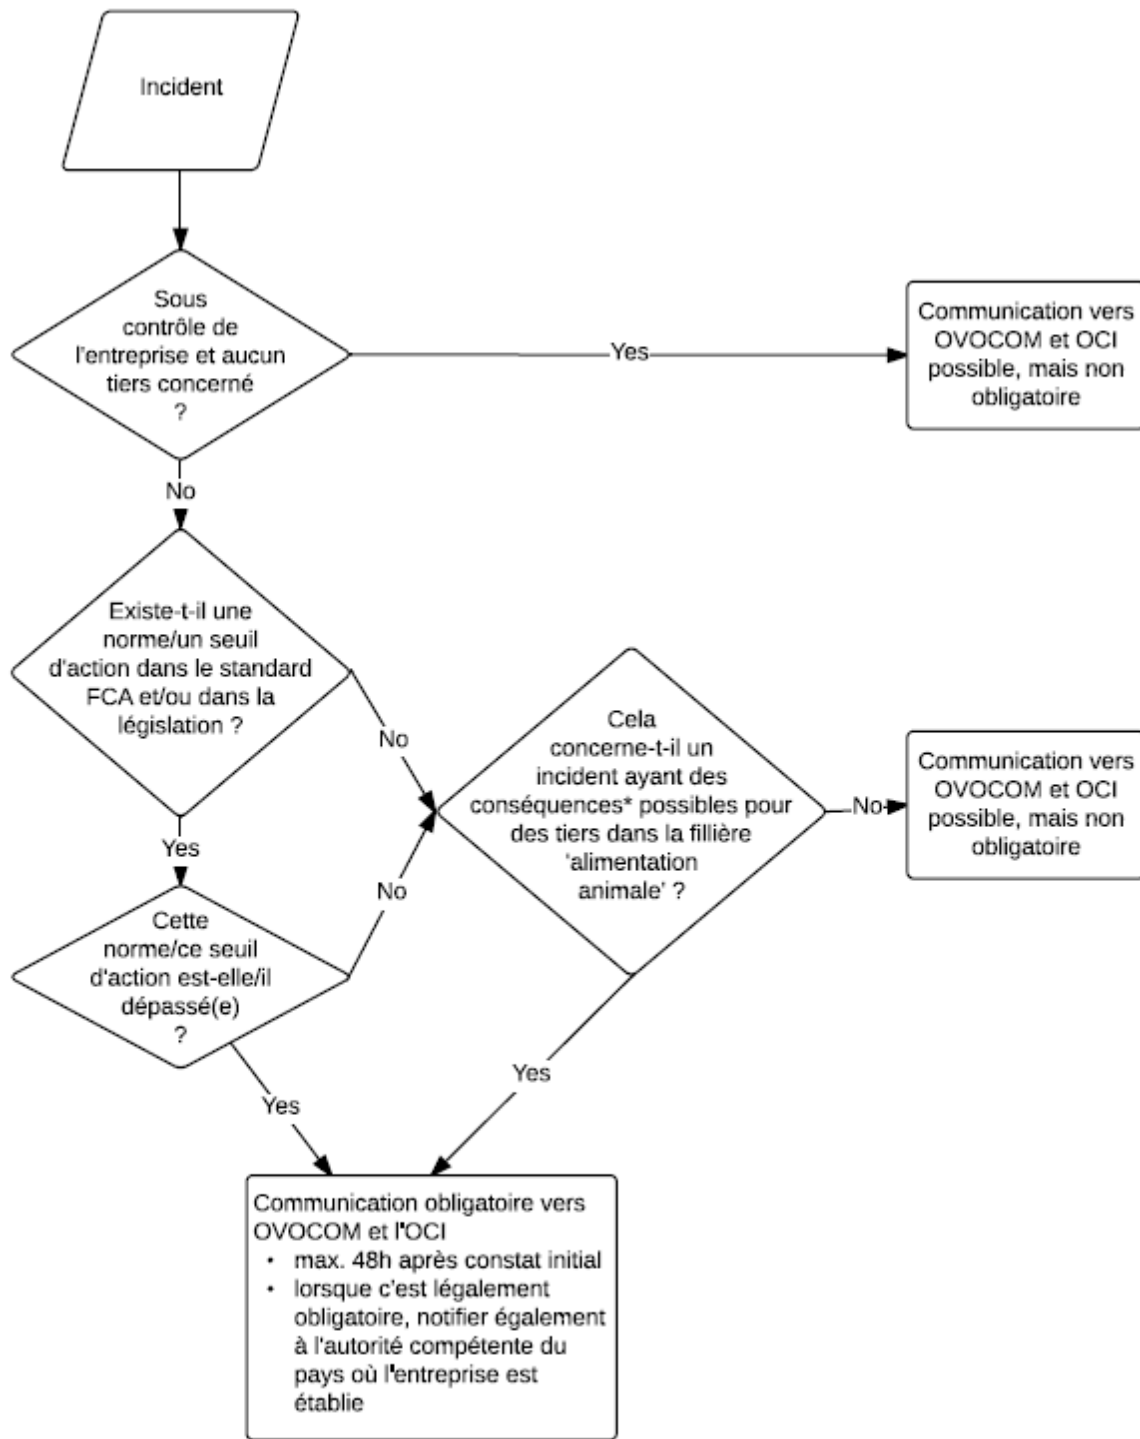 Incident
Sous
contrôle de
l'entreprise et aucun
tiers concerné
?
Yes
Communication vers
OVOCOM et OCI
possible, mais non
obligatoire
No
Existe-t-il une
norme/un seuil
d'action dans le standard
FCA et/ou dans la
législation ?
No
Cela
concerne-t-il un
incident ayant des
conséquences* possibles pour
des tiers dans la fillière
'alimentation
animale' ?
No
Communication vers
OVOCOM et OCI
possible, mais non
obligatoire
Yes
No
Cette
norme/ce seuil
d'action est-elle/il
dépassé(e)
?
Yes
Yes
Communication obligatoire vers
OVOCOM et l'OCI
• max. 48h après constat initial
• lorsque c'est légalement
obligatoire, notifier également
à l'autorité compétente du
pays où l'entreprise est
établie